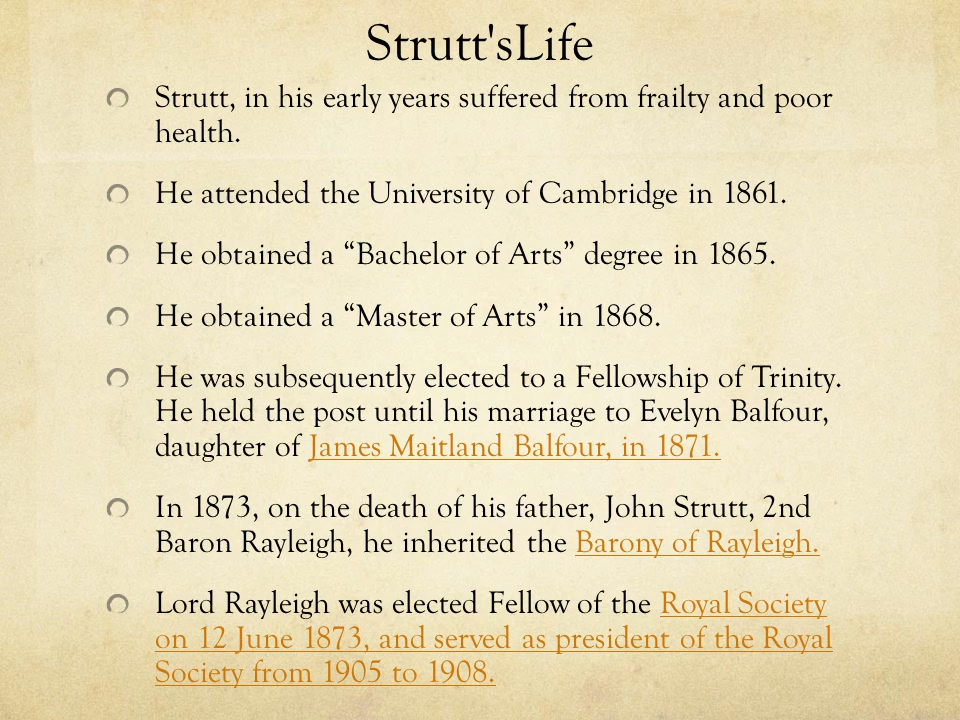 Strutt'sLife
Strutt, in his early years suffered from frailty and poor
health.
He attended the University of Cambridge in 1861.
He obtained a “Bachelor of Arts” degree in 1865.
He obtained a “Master of Arts” in 1868.
He was subsequently elected to a Fellowship of Trinity.
He held the post until his marriage to Evelyn Balfour,
daughter of James Maitland Balfour, in 1871.
In 1873, on the death of his father, John Strutt, 2nd
Baron Rayleigh, he inherited the Barony of Rayleigh.
Lord Rayleigh was elected Fellow of the Royal Society
on 12 June 1873, and served as president of the Royal
Society from 1905 to 1908.